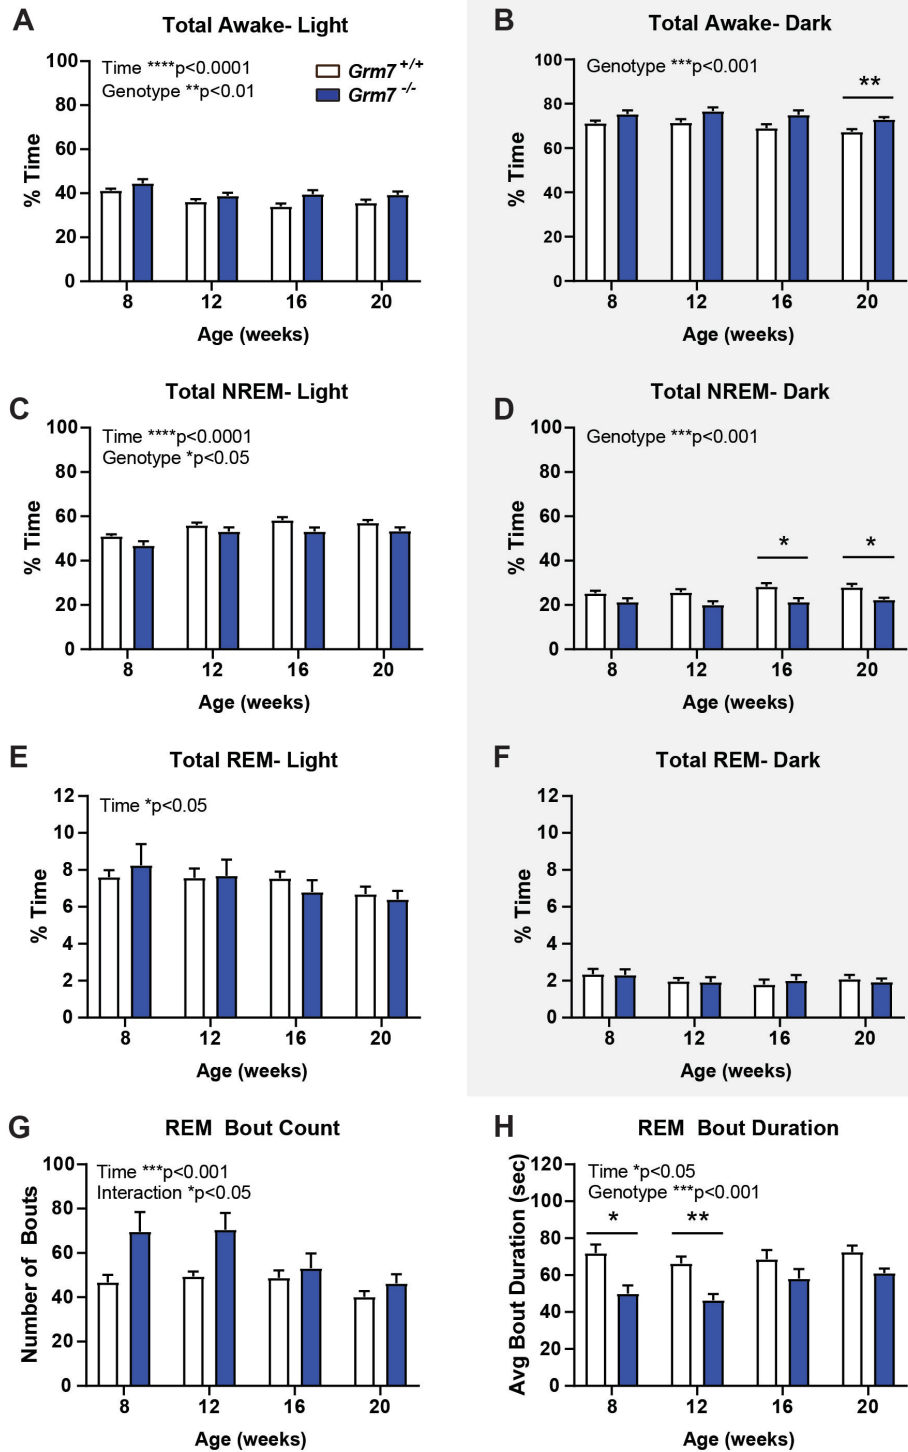 A
Total Awake- Light
Time ****p<0.0001
Genotype **p<0.01
Grm7 +/+
Grm7 -/-
% Time
100
80
60
40
20
0
8 12 16 20
Age (weeks)
B
Total Awake- Dark
Genotype ***p<0.001
**
% Time
100
80
60
40
20
0
8 12 16 20
Age (weeks)
C
Total NREM- Light
Time ****p<0.0001
Genotype *p<0.05
% Time
100
80
60
40
20
0
8 12 16 20
Age (weeks)
D
Total NREM- Dark
Genotype ***p<0.001
* *
% Time
100
80
60
40
20
0
8 12 16 20
Age (weeks)
E
Total REM- Light
Time *p<0.05
% Time
12
10
8
6
4
2
0
8 12 16 20
Age (weeks)
F
Total REM- Dark
% Time
12
10
8
6
4
2
0
8 12 16 20
Age (weeks)
G
REM Bout Count
Time ***p<0.001
Interaction *p<0.05
Number of Bouts
100
80
60
40
20
0
8 12 16 20
Age (weeks)
H
REM Bout Duration
Time *p<0.05
Genotype ***p<0.001
* **
Avg Bout Duration (sec)
120
100
80
60
40
20
0
8 12 16 20
Age (weeks)